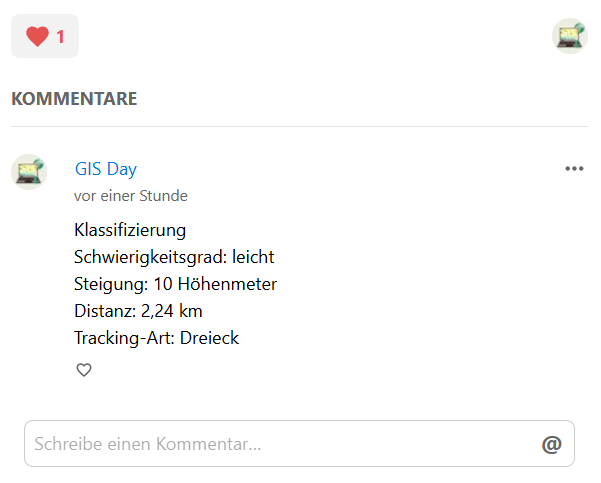 1
KOMMENTARE
GIS Day
vor einer Stunde
Klassifizierung
Schwierigkeitsgrad: leicht
Steigung: 10 Höhenmeter
Distanz: 2,24 km
Tracking-Art: Dreieck
Schreibe einen Kommentar... @